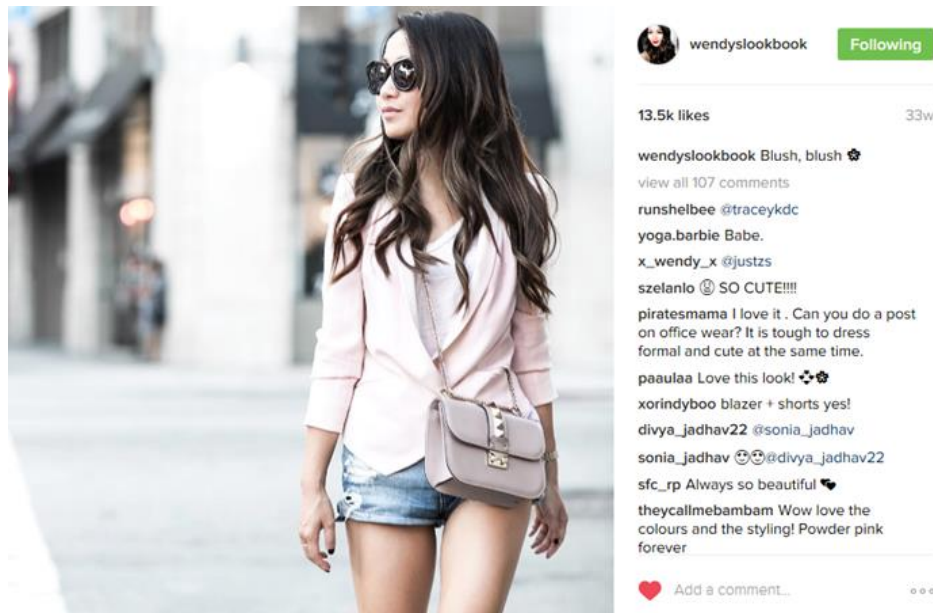 wendyslookbook
Following
13.5k likes
33w
wendyslookbook Blush, blush
view all 107 comments
runshelbee @traceykdc
yoga.barbie Babe.
x_wendy_x @justzs
szelanlo SO CUTE!!!!
piratesmama I love it . Can you do a post
on office wear? It is tough to dress
formal and cute at the same time.
paaulaa Love this look!
xorindyboo blazer + shorts yes!
divya_jadhav22 @sonia_jadhav
sonia_jadhav @divya_jadhav22
sfc_rp Always so beautiful
theycallmebambam Wow love the
colours and the styling! Powder pink
forever
Add a comment...